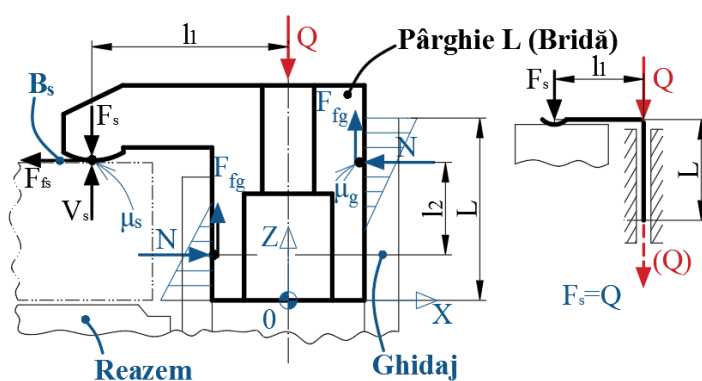 l1
Q
Pârghie L (Bridă)
Bs
Fs
Ffg
Ffg
N
Ffs
μs
μg
Vs
N
l2
L
Z
0
X
Reazem
Ghidaj
Fs
l1
Q
L
(Q)
Fs=Q